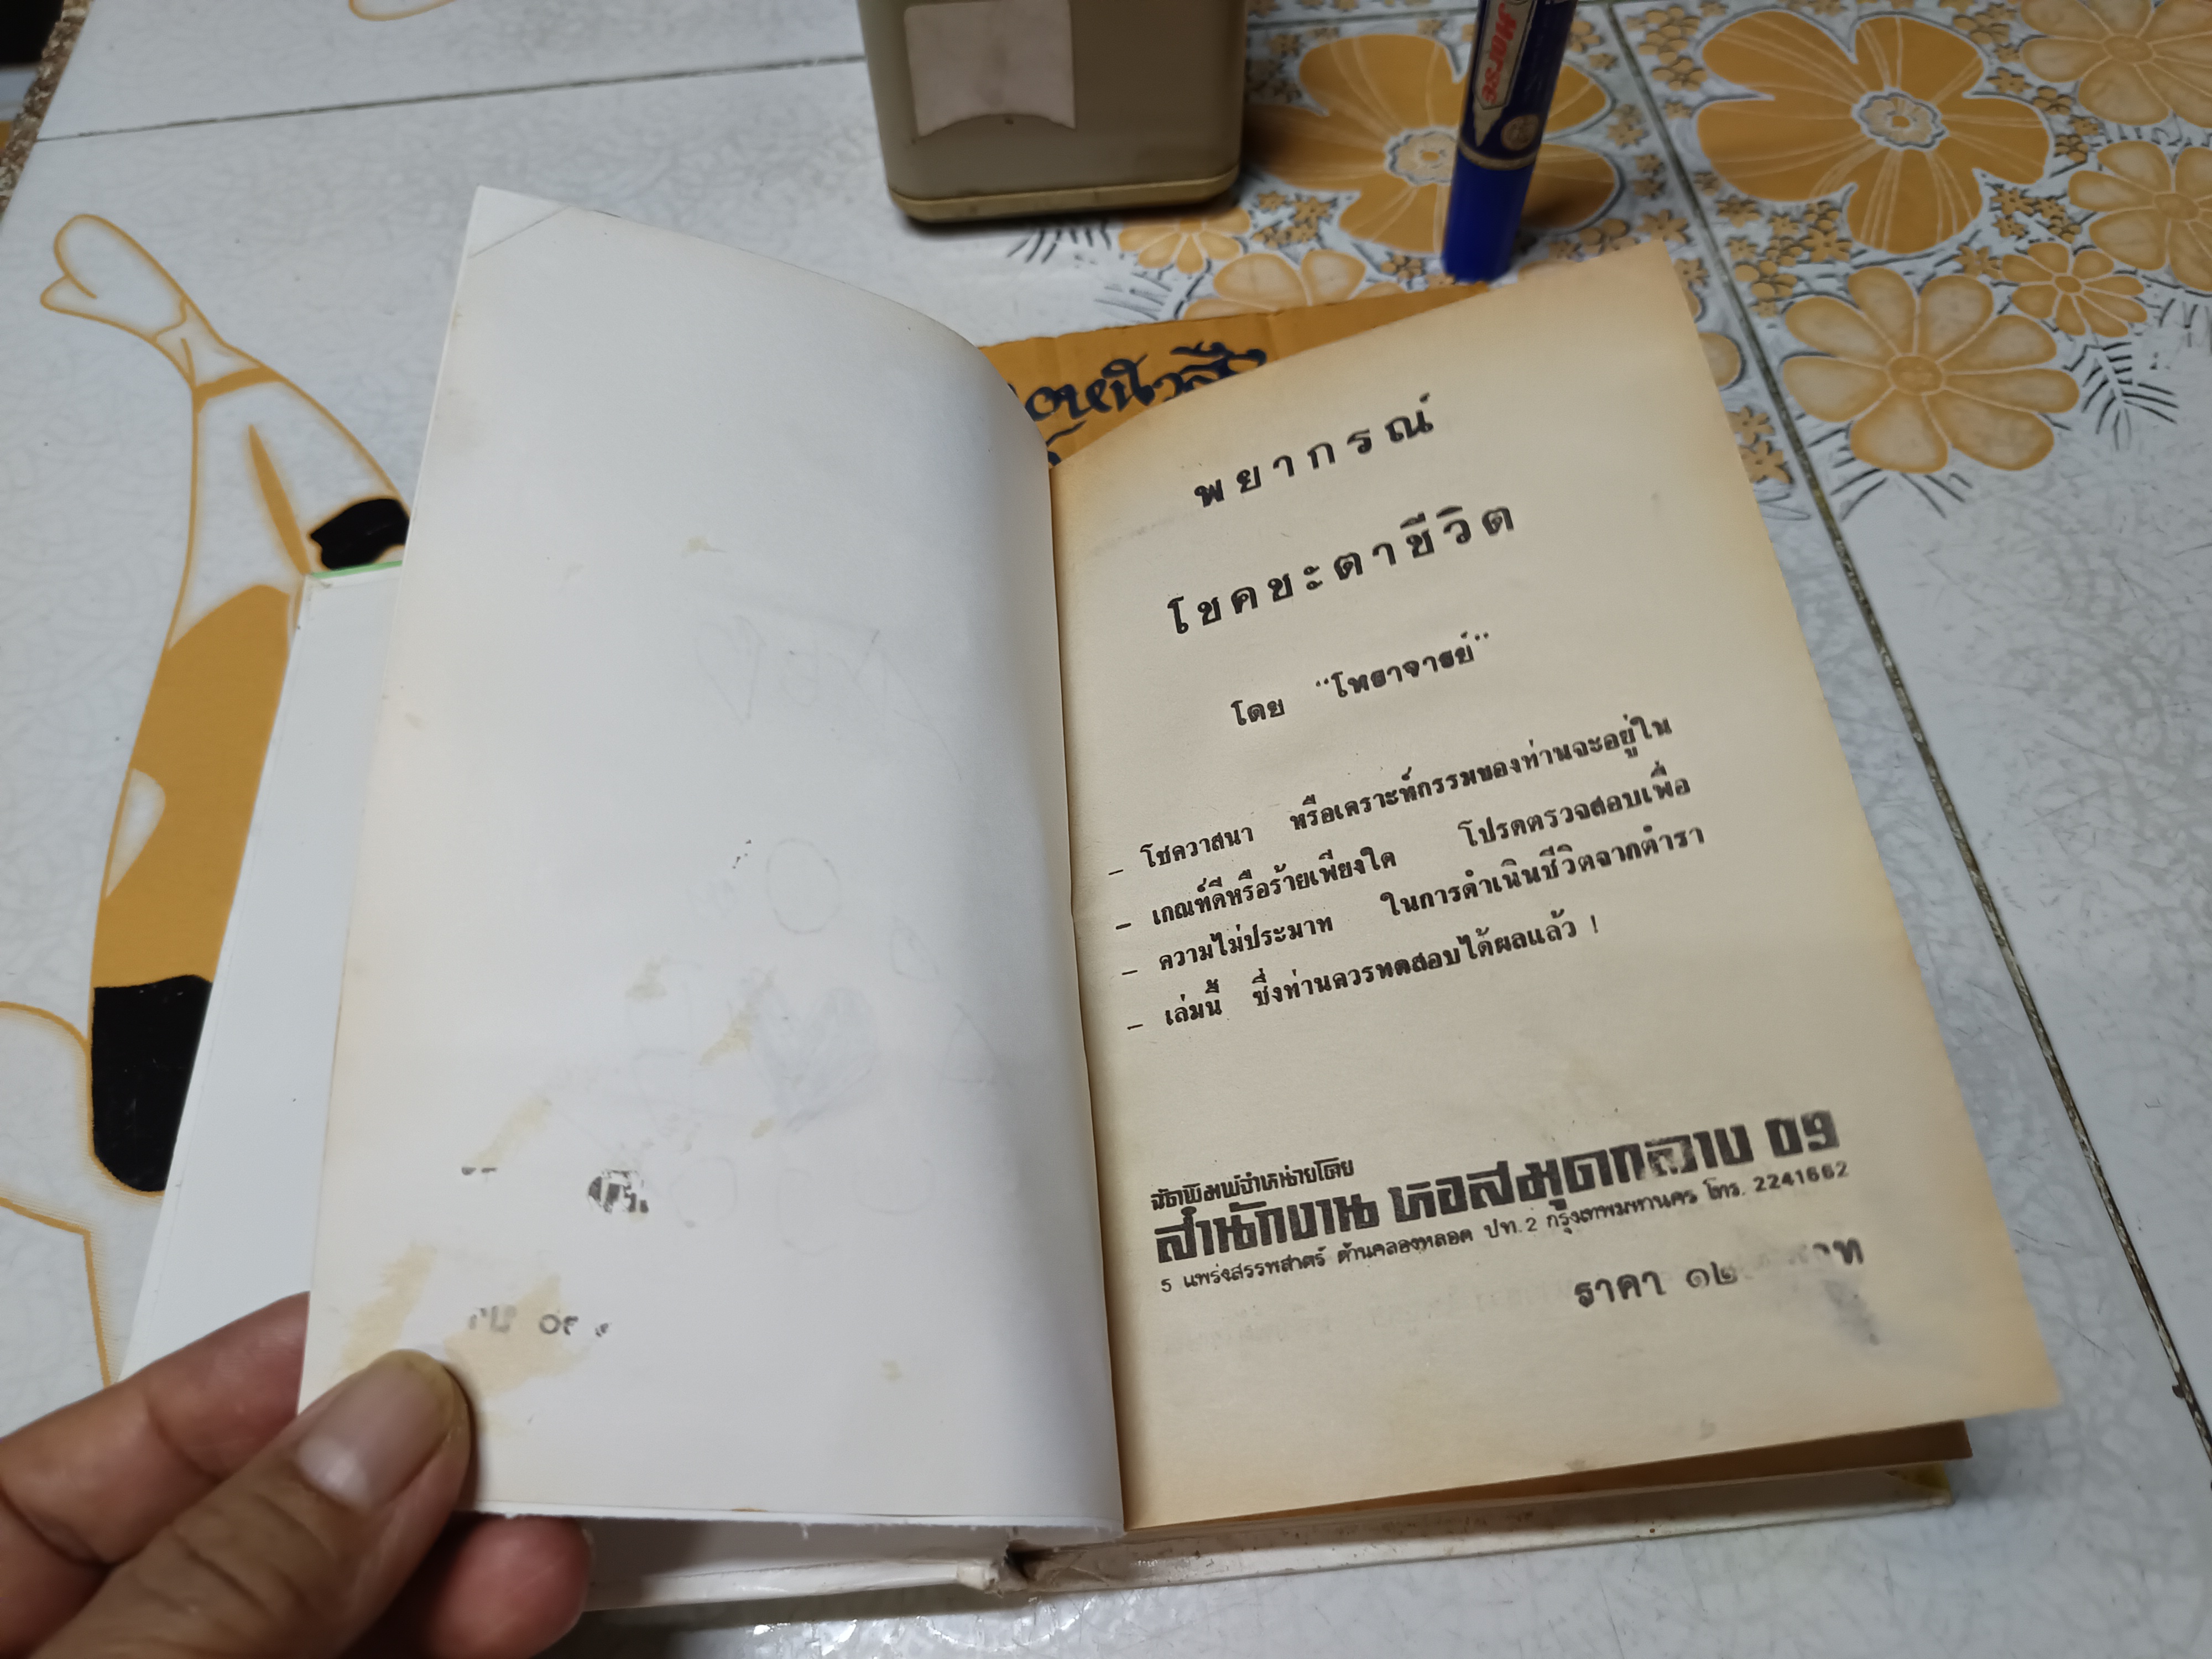 Horse
พยากรณ์
โชคชะตาชีวิต
โดย "โหราจารย์"
- โชควาสนา หรือเคราะห์กรรมของท่านจะอยู่ใน
- เกณฑ์ดีหรือร้ายเพียงใด โปรดตรวจสอบเพื่อ
- ความไม่ประมาท ในการดำเนินชีวิตจากตำรา
- เล่มนี้ ซึ่งท่านควรทดสอบได้ผลแล้ว !
จัดพิมพ์จำหน่ายโดย
สำนักงาน หอสมุดกลาง 09
5 แพร่งสรรพสาตร์ ด้านคลองหลอด ปท. 2 กรุงเทพมหานคร โทร. 2241662
ราคา ๑๒